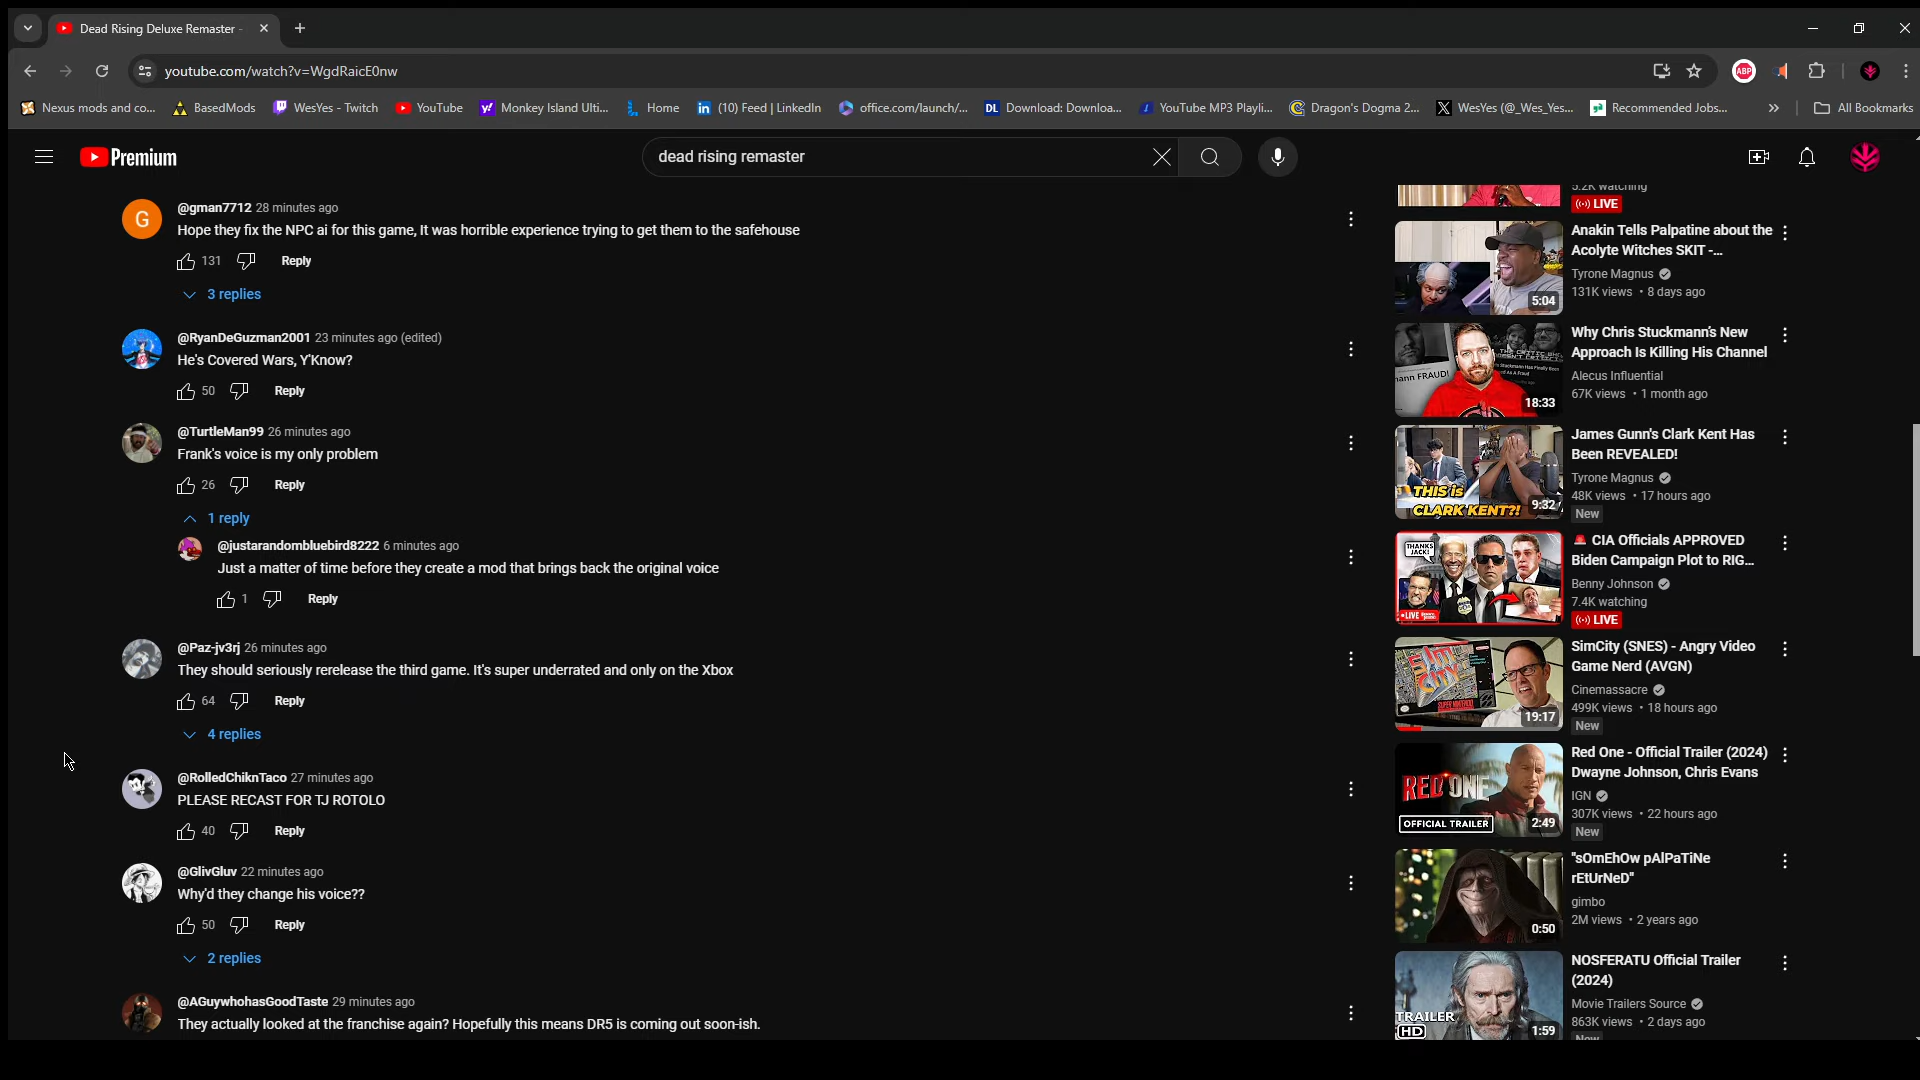 Dead Rising Deluxe Remaster -
youtube.com/watch?v=WgdRaicE0nw
ABP
Nexus mods and co...
BasedMods
WesYes - Twitch
YouTube
Monkey Island Ulti...
Home
(10) Feed | LinkedIn
office.com/launch/...
DL Download: Downloa...
YouTube MP3 Playli...
Dragon's Dogma 2...
WesYes (@_Wes_Yes...
Recommended Jobs...
All Bookmarks
Premium
dead rising remaster
G
@gman7712 28 minutes ago
Hope they fix the NPC ai for this game, It was horrible experience trying to get them to the safehouse
131 Reply
3 replies
@RyanDeGuzman2001 23 minutes ago (edited)
He's Covered Wars, Y'Know?
50 Reply
@TurtleMan99 26 minutes ago
Frank's voice is my only problem
26 Reply
1 reply
@justarandombluebird8222 6 minutes ago
Just a matter of time before they create a mod that brings back the original voice
1 Reply
@Paz-jv3rj 26 minutes ago
They should seriously rerelease the third game. It's super underrated and only on the Xbox
64 Reply
4 replies
@RolledChiknTaco 27 minutes ago
PLEASE RECAST FOR TJ ROTOLO
40 Reply
@GlivGluv 22 minutes ago
Why'd they change his voice??
50 Reply
2 replies
@AGuywhohasGoodTaste 29 minutes ago
They actually looked at the franchise again? Hopefully this means DR5 is coming out soon-ish.
5.2K watching
LIVE
5:04
Anakin Tells Palpatine about the
Acolyte Witches SKIT -...
Tyrone Magnus
131K views • 8 days ago
18:33
Why Chris Stuckmann's New
Approach Is Killing His Channel
Alecus Influential
67K views • 1 month ago
THIS is
CLARK KENT?!
9:32
James Gunn's Clark Kent Has
Been REVEALED!
Tyrone Magnus
48K views • 17 hours ago
New
THANKS
JACK!
LIVE
CIA Officials APPROVED
Biden Campaign Plot to RIG...
Benny Johnson
7.4K watching
LIVE
SIM
CITY
19:17
SimCity (SNES) - Angry Video
Game Nerd (AVGN)
Cinemassacre
499K views • 18 hours ago
New
RED ONE
OFFICIAL TRAILER
2:49
Red One - Official Trailer (2024)
Dwayne Johnson, Chris Evans
IGN
307K views • 22 hours ago
New
0:50
"sOmEhOw pAlPaTiNe
rEtUrNeD"
gimbo
2M views • 2 years ago
TRAILER
HD
1:59
NOSFERATU Official Trailer
(2024)
Movie Trailers Source
863K views • 2 days ago
New